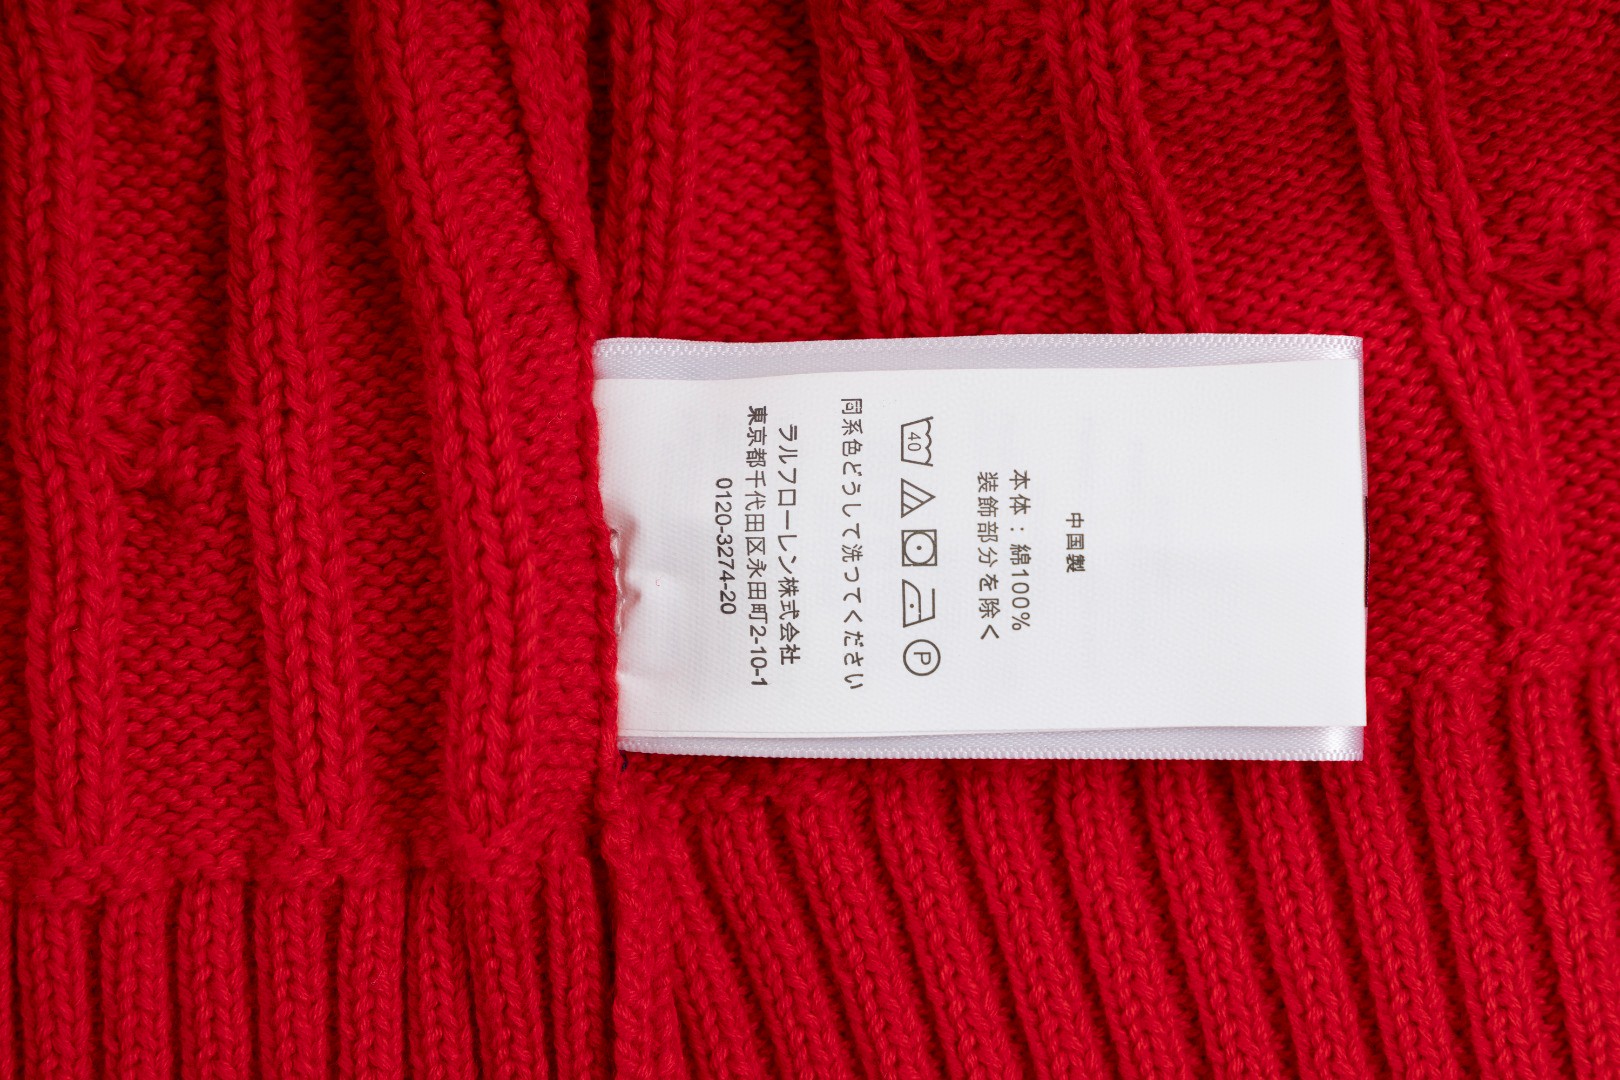 中国製
本体：綿100%
装飾部分を除く
40
P
同系色どうしで洗ってください
ラルフローレン株式会社
東京都千代田区永田町2-10-1
0120-3274-20